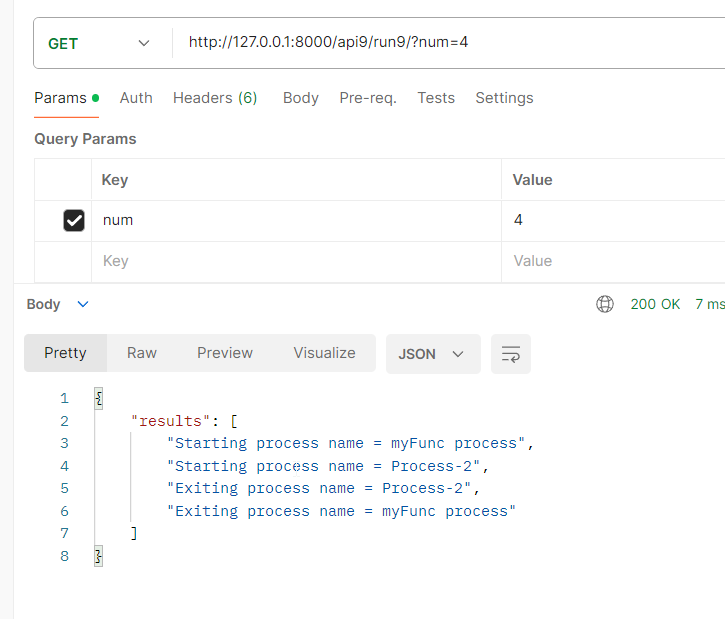 GET http://127.0.0.1:8000/api9/run9/?num=4
Params Auth Headers (6) Body Pre-req. Tests Settings
Query Params
Key Value
num 4
Key Value
Body 200 OK 7 ms
Pretty Raw Preview Visualize JSON
1 {
2 "results": [
3 "Starting process name = myFunc process",
4 "Starting process name = Process-2",
5 "Exiting process name = Process-2",
6 "Exiting process name = myFunc process"
7 ]
8 }